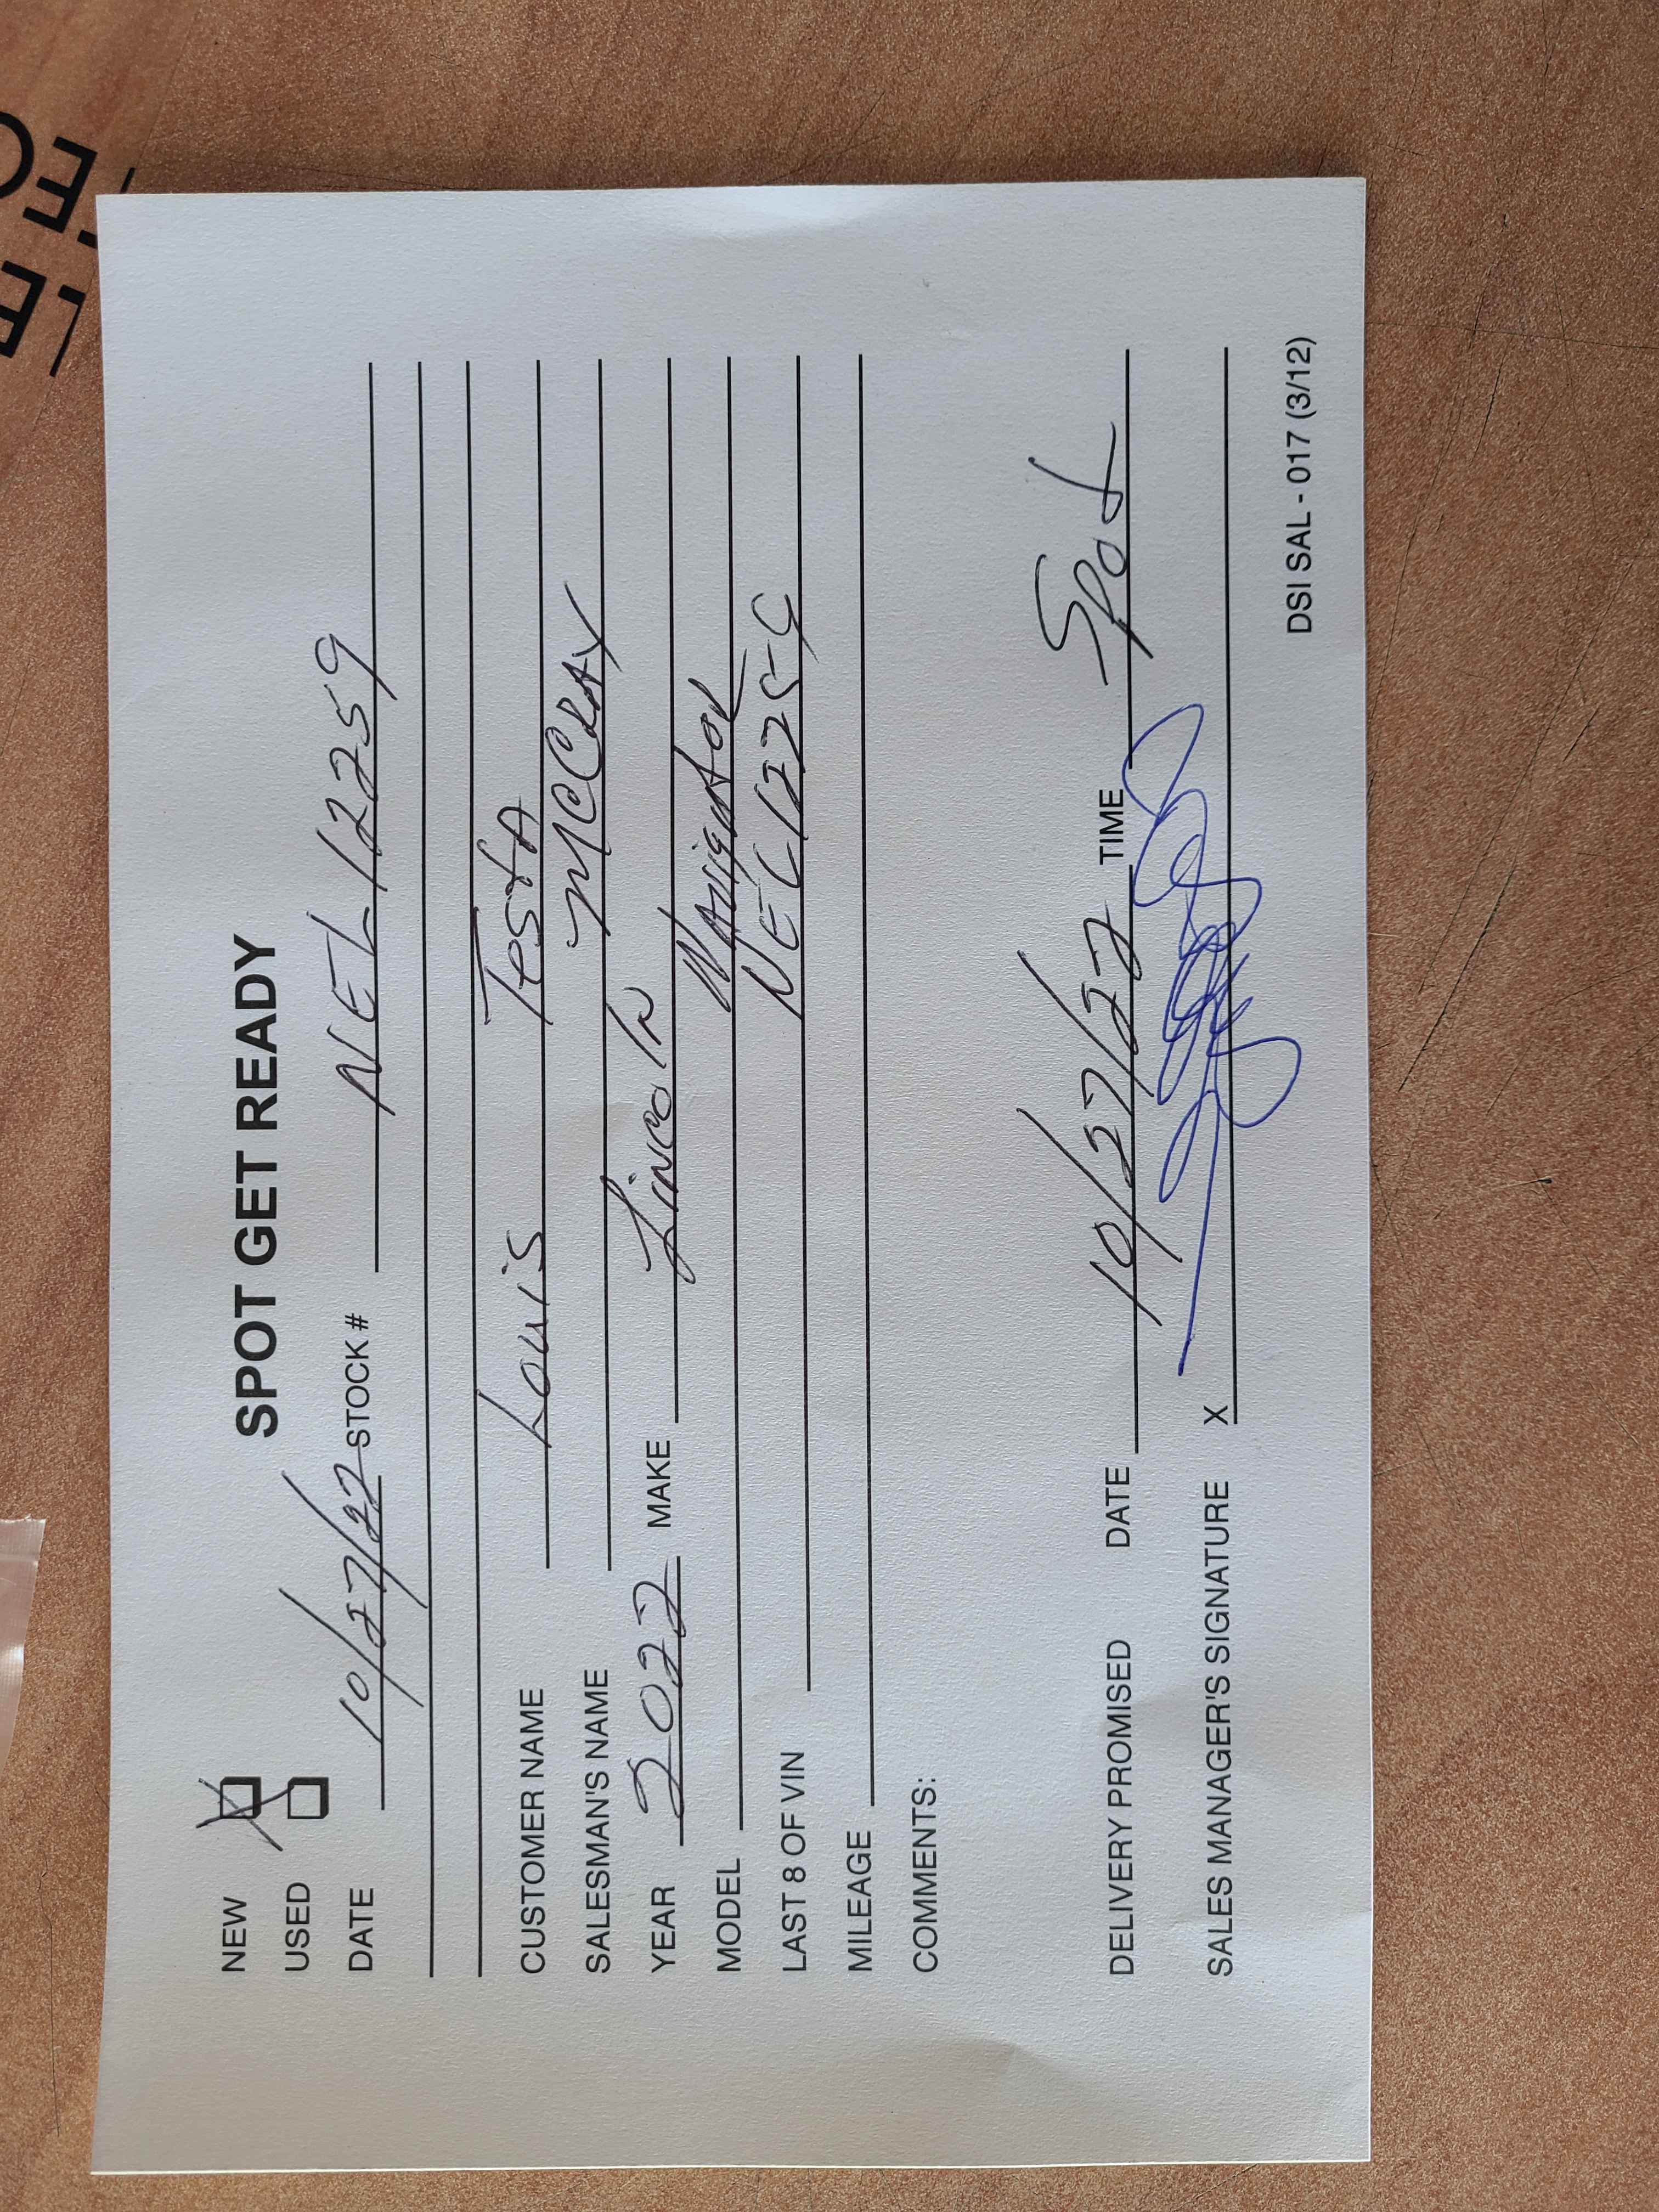 SPOT GET READY
NEW
USED
DATE 10/27/22 STOCK # NEL12259
CUSTOMER NAME Louis Testa
SALESMAN'S NAME McCray
YEAR 2022 MAKE Lincoln
MODEL Navigator
LAST 8 OF VIN NEL12259
MILEAGE
COMMENTS:
DELIVERY PROMISED DATE 10/27/22 TIME Spot
SALES MANAGER'S SIGNATURE X
DSI SAL - 017 (3/12)